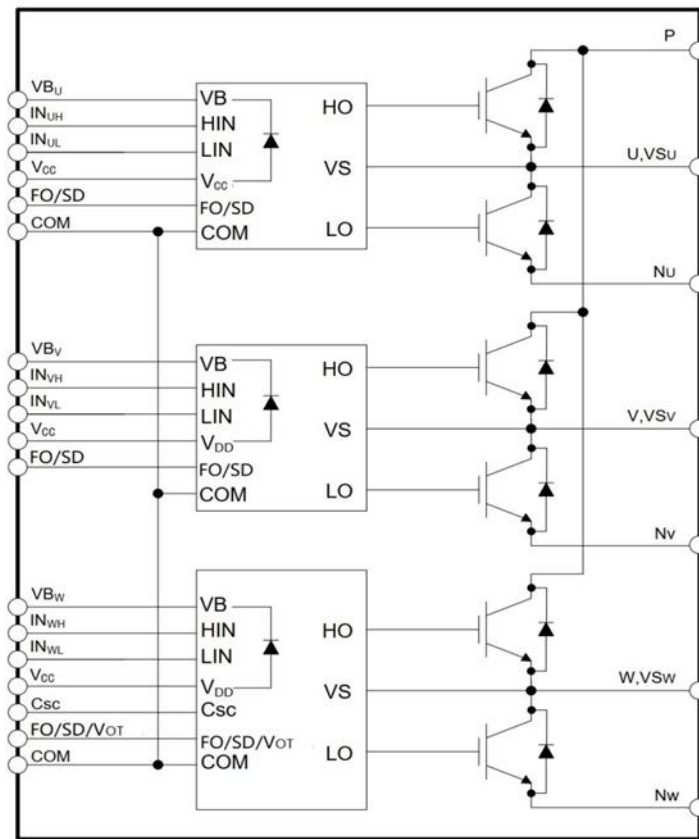 P
VBU
INUH
INUL
VCC
FO/SD
COM
VB
HIN
LIN
VCC
FO/SD
COM
HO
VS
LO
U,VSU
NU
VBV
INVH
INVL
VCC
FO/SD
VB
HIN
LIN
VDD
FO/SD
COM
HO
VS
LO
V,VSV
NV
VBW
INWH
INWL
VCC
Csc
FO/SD/VOT
COM
VB
HIN
LIN
VDD
Csc
FO/SD/VOT
COM
HO
VS
LO
W,VSW
NW